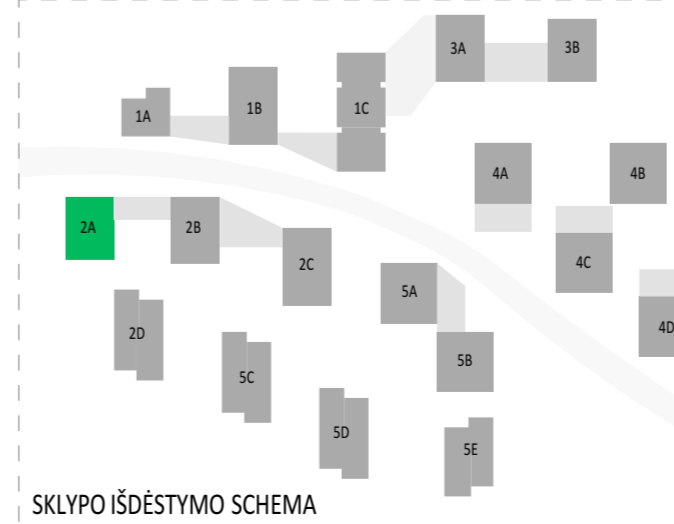 3A
3B
1A
1B
1C
4A
4B
2A
2B
2C
4C
5A
4D
2D
5B
5C
5D
5E
SKLYPO IŠDĖSTYMO SCHEMA